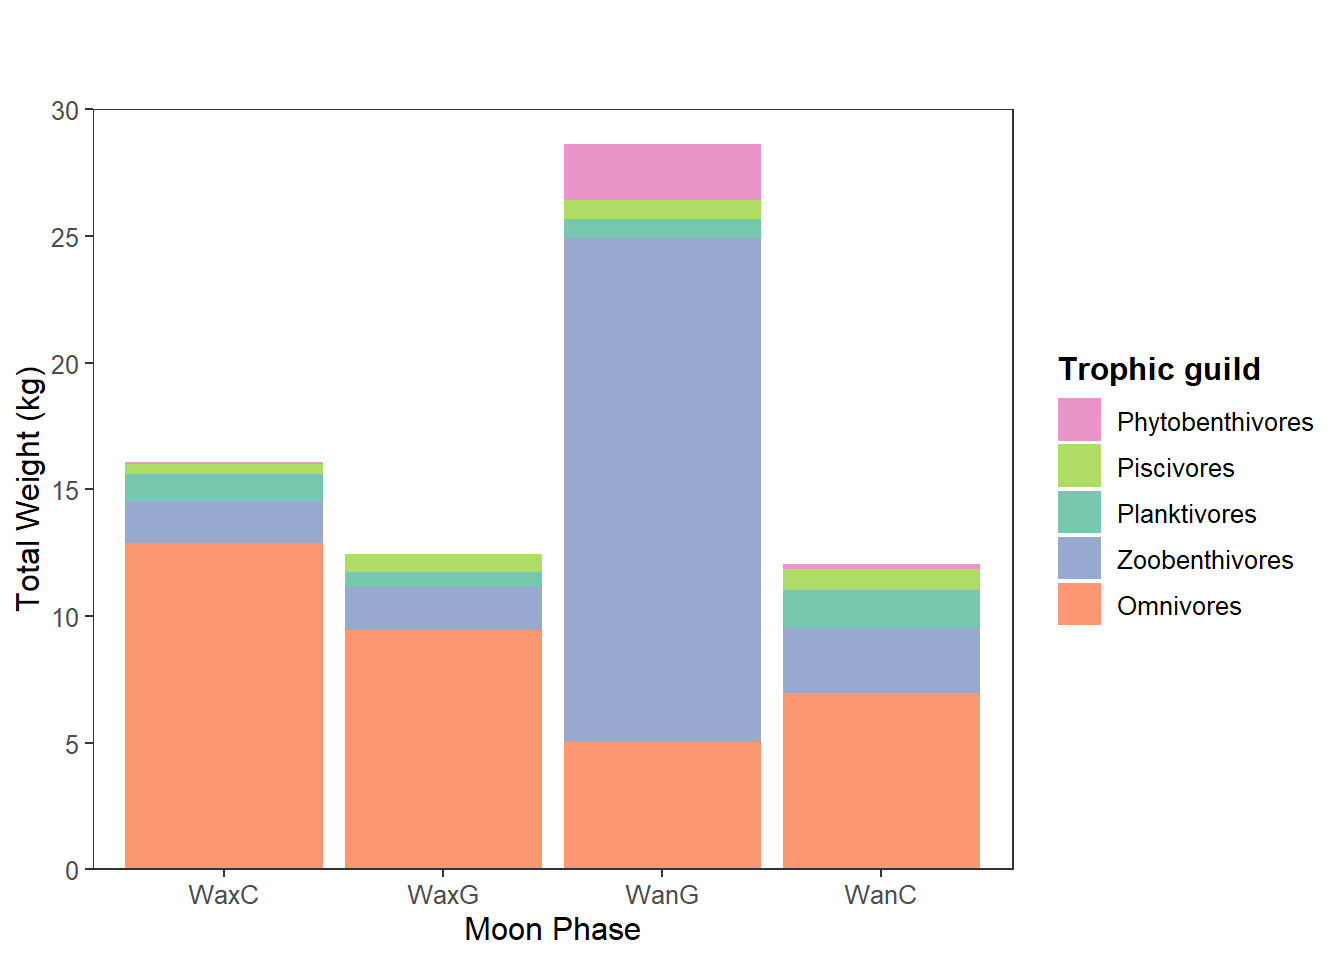 30
25
20
15
10
5
0
Total Weight (kg)
WaxC WaxG WanG WanC
Moon Phase
Trophic guild
Phytobenthivores
Piscivores
Planktivores
Zoobenthivores
Omnivores